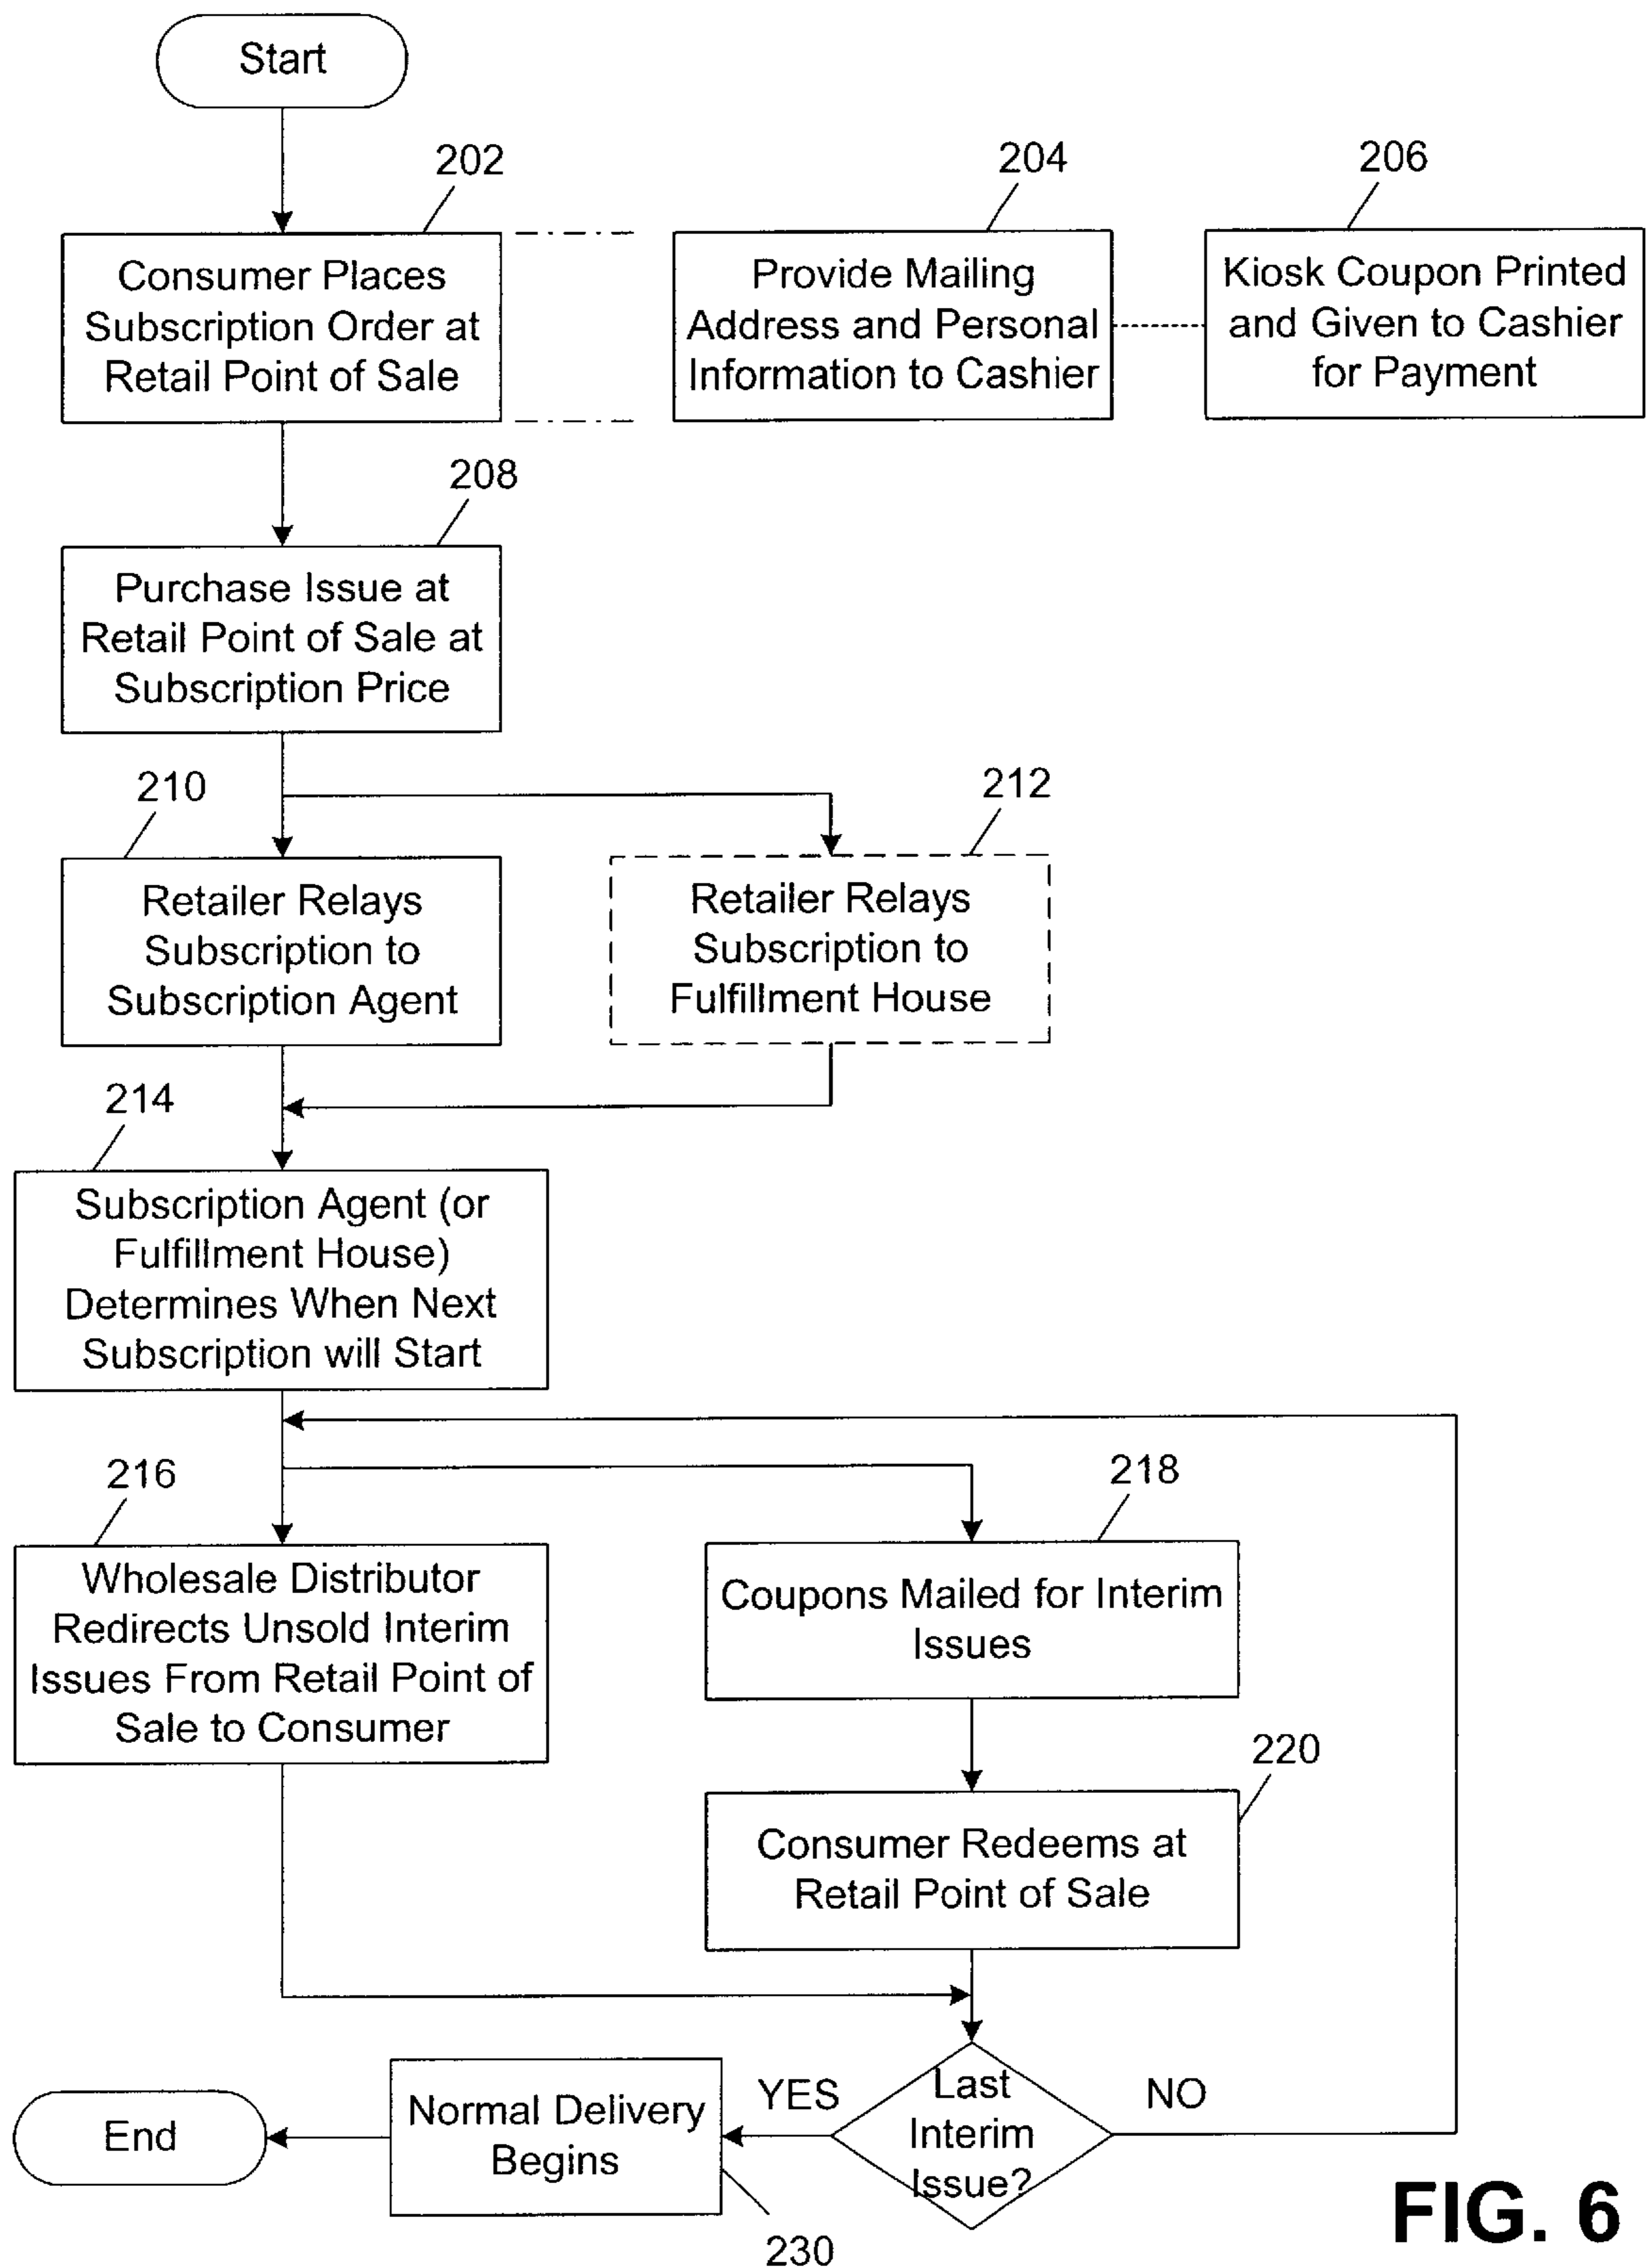 Start
202
204
206
Consumer Places
Subscription Order at
Retail Point of Sale
Provide Mailing
Address and Personal
Information to Cashier
Kiosk Coupon Printed
and Given to Cashier
for Payment
208
Purchase Issue at
Retail Point of Sale at
Subscription Price
210
212
Retailer Relays
Subscription to
Subscription Agent
Retailer Relays
Subscription to
Fulfillment House
214
Subscription Agent (or
Fulfillment House)
Determines When Next
Subscription will Start
216
218
Wholesale Distributor
Redirects Unsold Interim
Issues From Retail Point of
Sale to Consumer
Coupons Mailed for Interim
Issues
220
Consumer Redeems at
Retail Point of Sale
Last
Interim
Issue?
YES
NO
Normal Delivery
Begins
End
230
FIG. 6